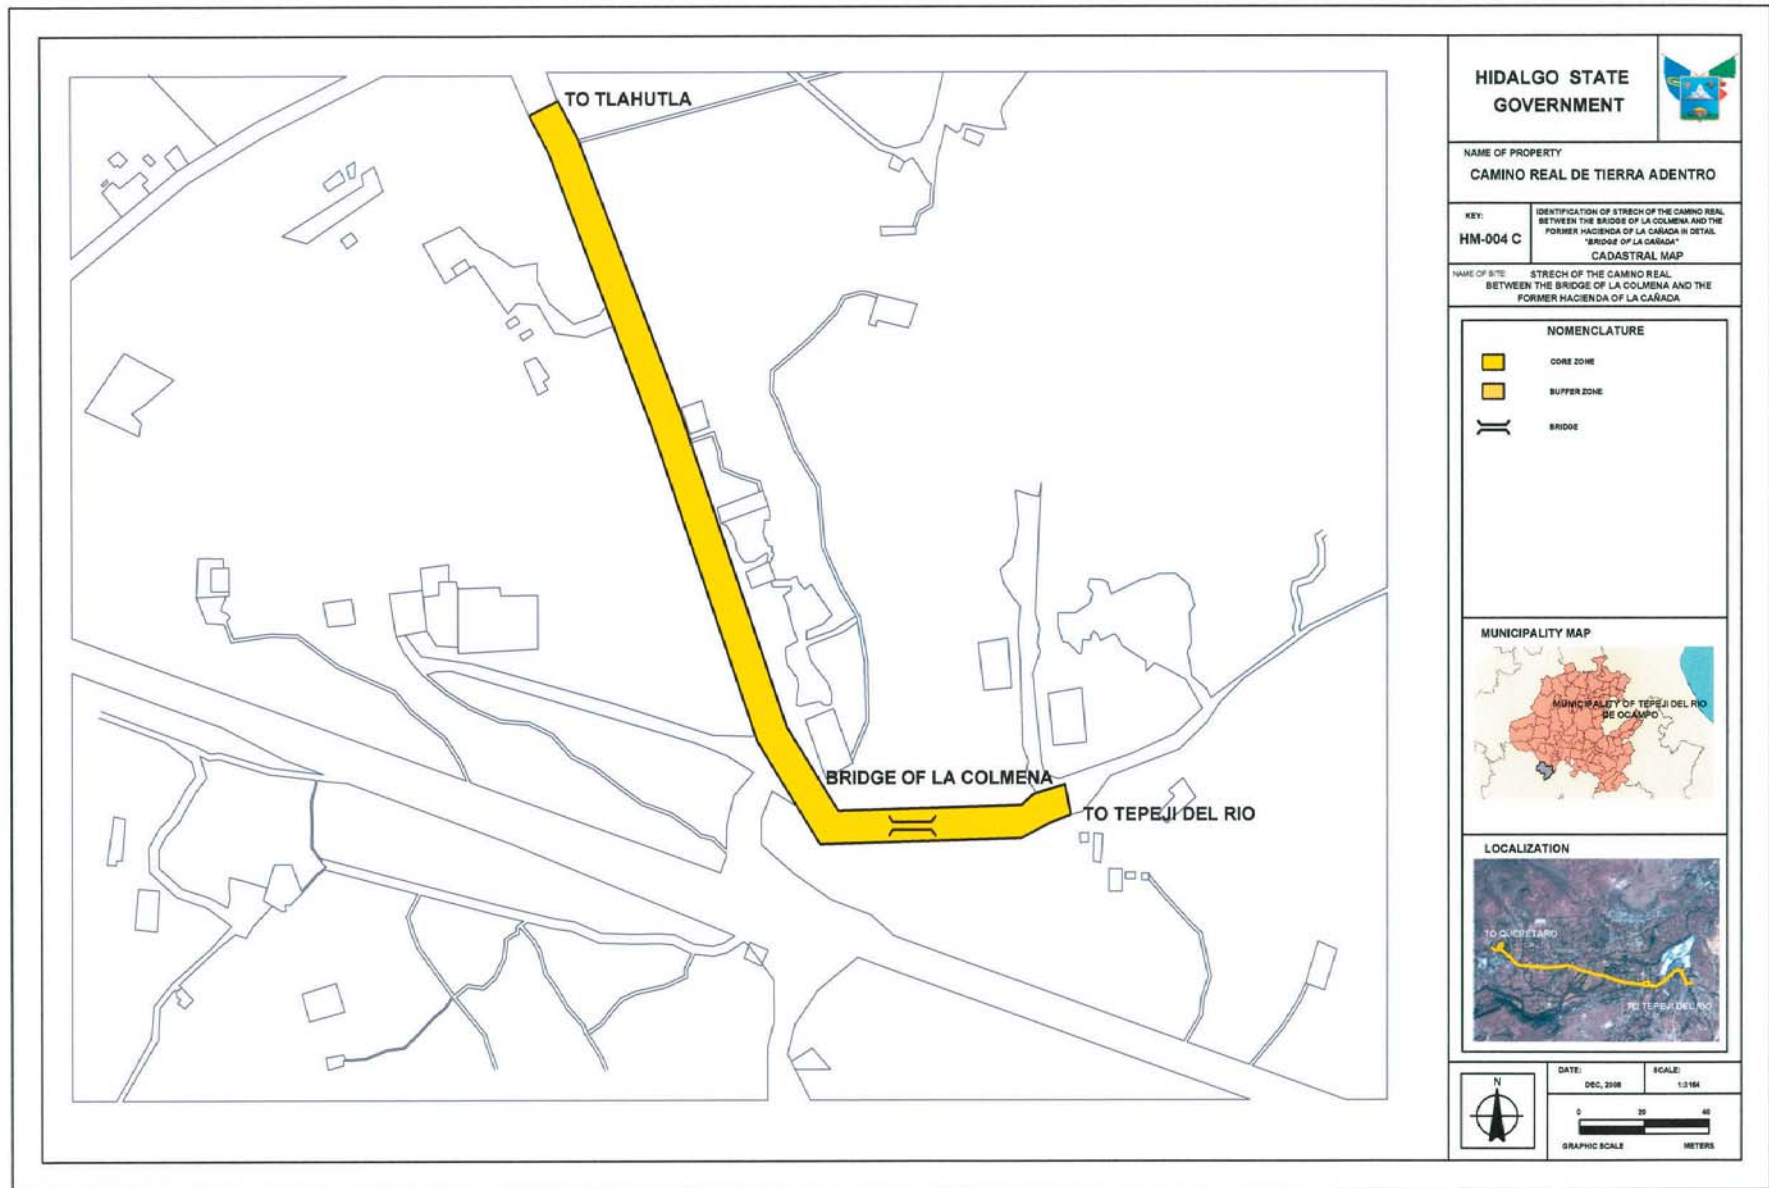 TO TLAHUTLA
BRIDGE OF LA COLMENA
TO TEPEJI DEL RIO
HIDALGO STATE
GOVERNMENT
NAME OF PROPERTY
CAMINO REAL DE TIERRA ADENTRO
KEY:
HM-004 C
IDENTIFICATION OF STRECH OF THE CAMINO REAL
BETWEEN THE BRIDGE OF LA COLMENA AND THE
FORMER HACIENDA OF LA CAÑADA IN DETAIL
"BRIDGE OF LA CAÑADA"
CADASTRAL MAP
NAME OF SITE:
STRECH OF THE CAMINO REAL
BETWEEN THE BRIDGE OF LA COLMENA AND THE
FORMER HACIENDA OF LA CAÑADA
NOMENCLATURE
CORE ZONE
BUFFER ZONE
BRIDGE
MUNICIPALITY MAP
MUNICIPALITY OF TEPEJI DEL RIO
DE OCAMPO
LOCALIZATION
TO QUERETARO
TO TEPEJI DEL RIO
N
DATE:
DEC, 2008
SCALE:
0 20 40
GRAPHIC SCALE METERS